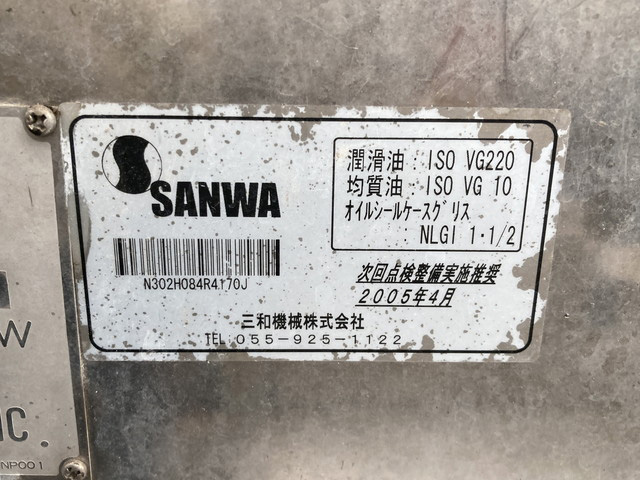 SANWA
N302H084R4170J
潤滑油：ISO VG220
均質油：ISO VG 10
オイルシールケースグリス
NLGI 1・1/2
次回点検整備実施推奨
2005年4月
三和機械株式会社
TEL:055-925-1122
W
NC.
NP001